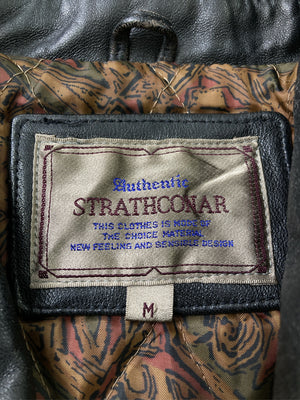 Authentic
STRATHCONAR
THIS CLOTHES IS MADE OF
THE CHOICE MATERIAL
NEW FEELING AND SENSIBLE DESIGN
M